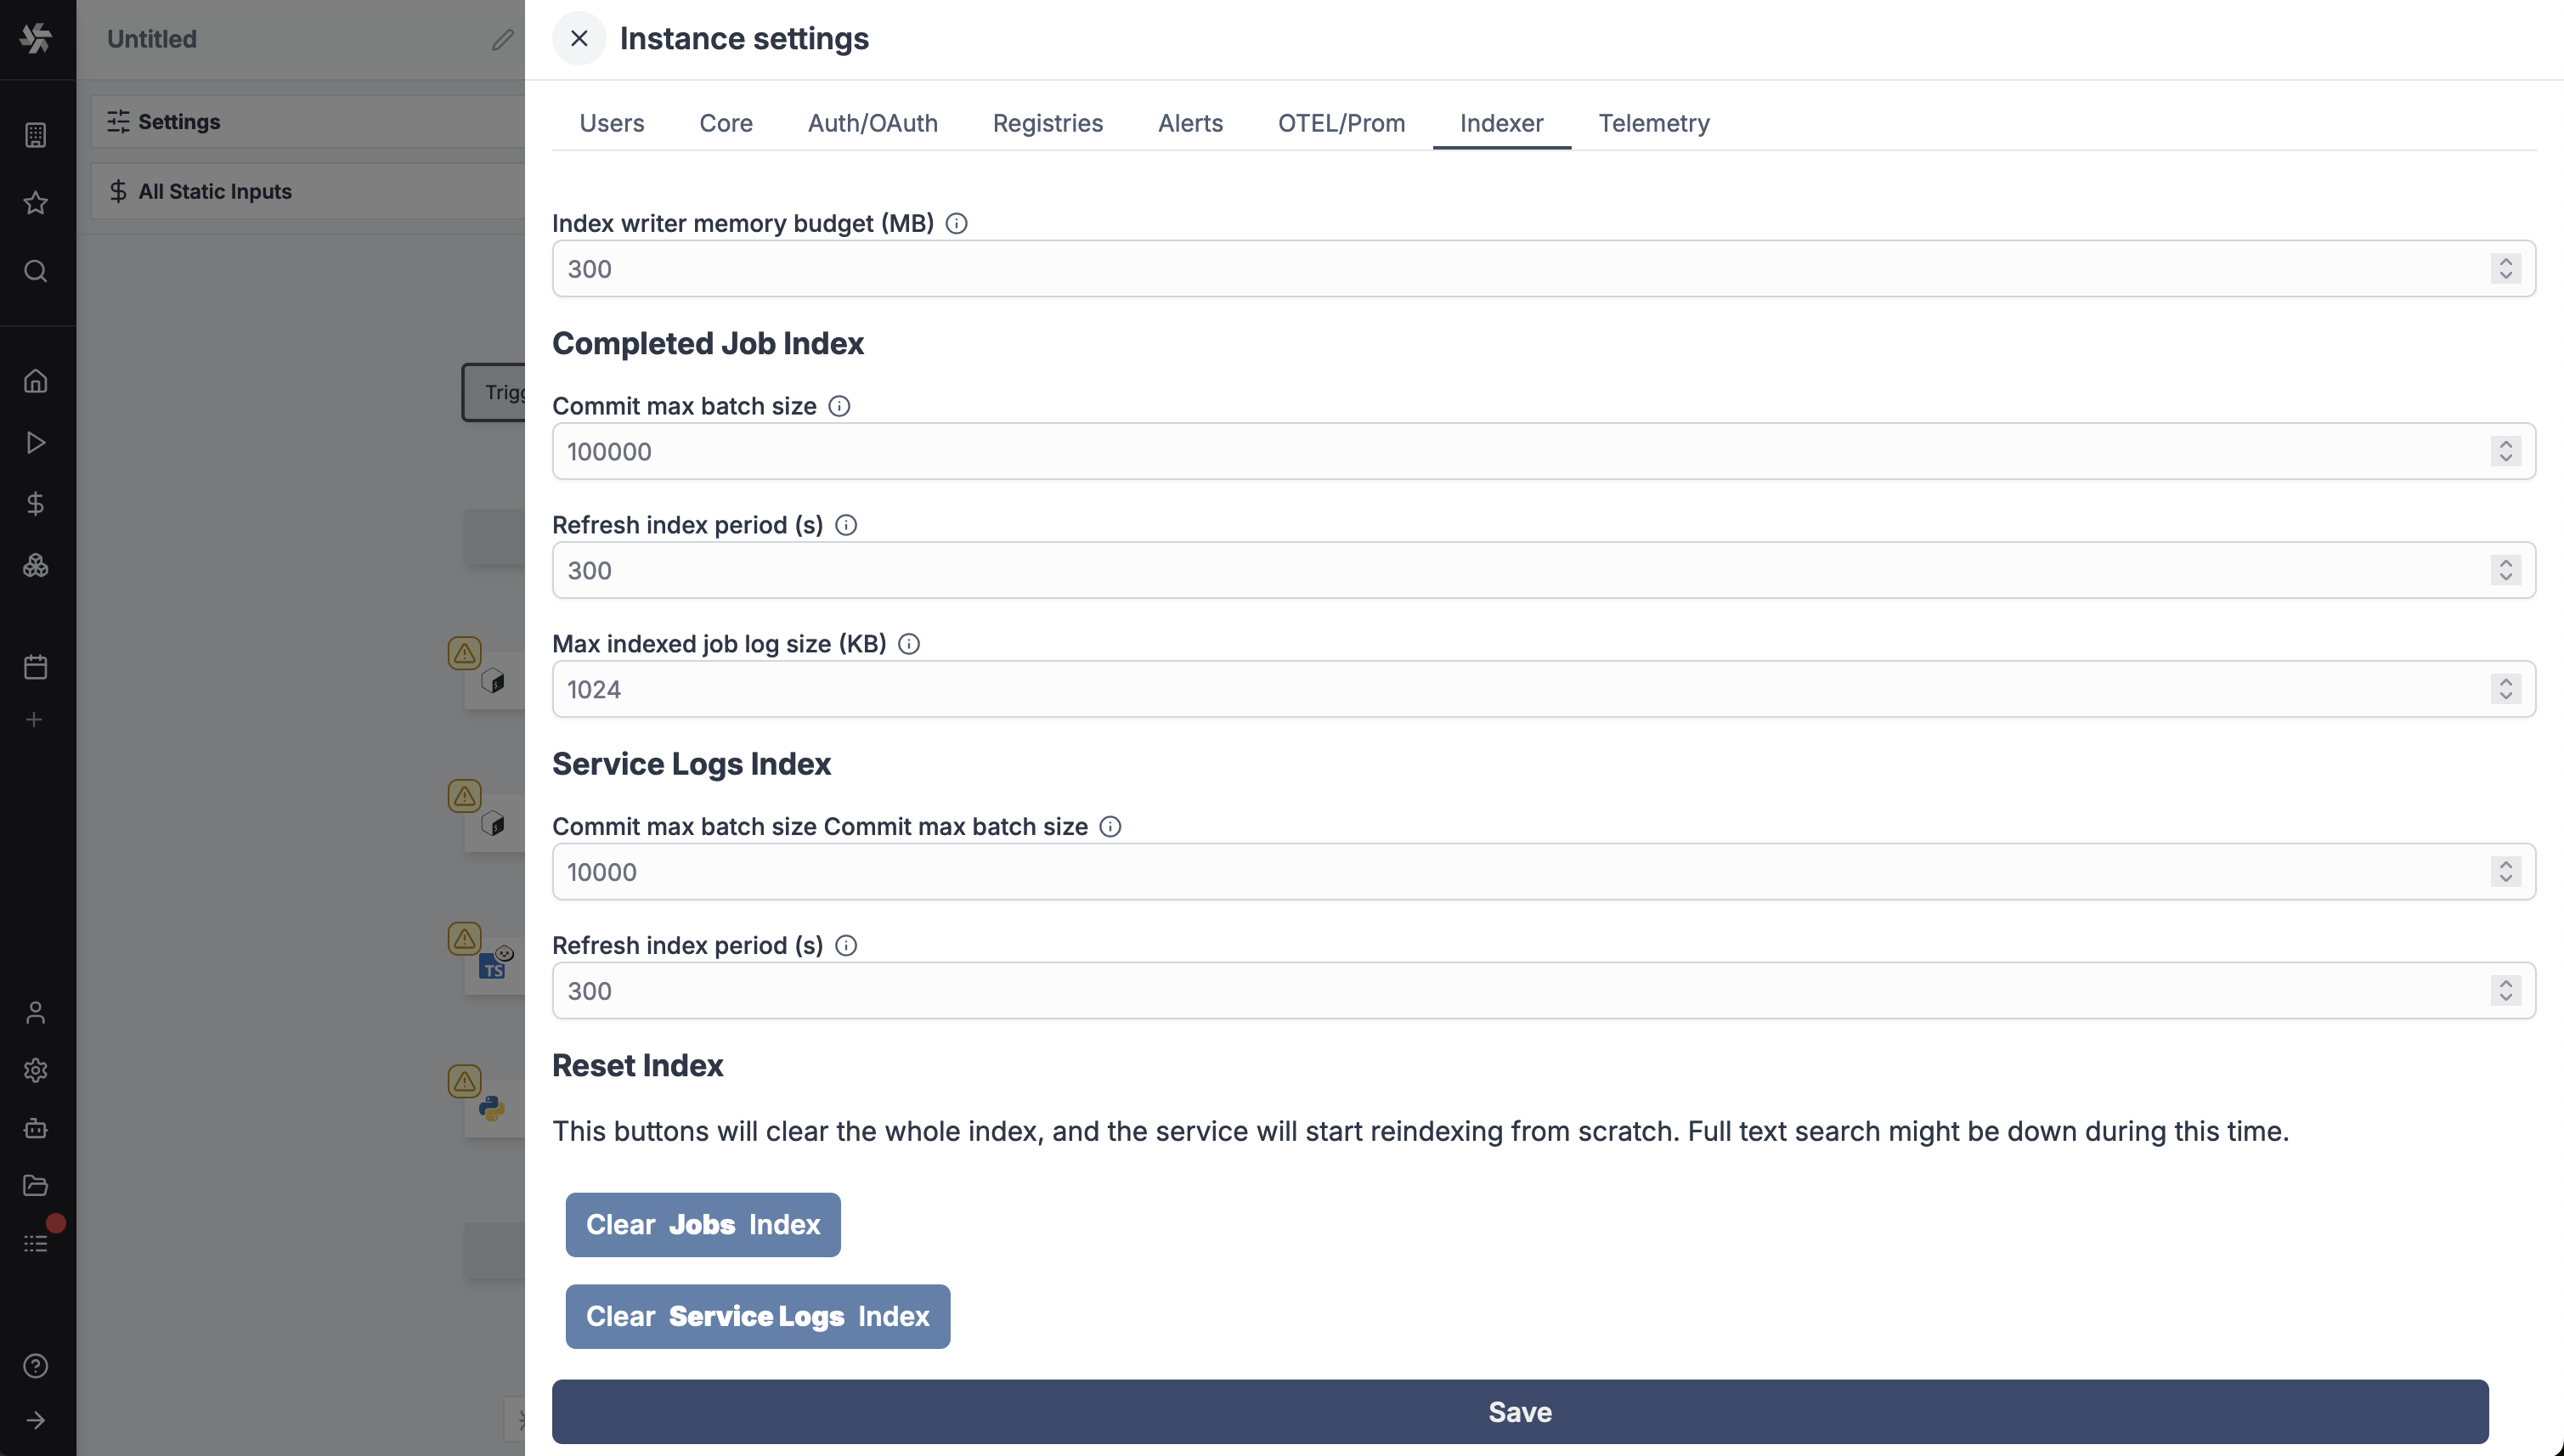 Untitled
Instance settings
Users Core Auth/OAuth Registries Alerts OTEL/Prom Indexer Telemetry
Settings
All Static Inputs
Index writer memory budget (MB)
300
Completed Job Index
Trigg
Commit max batch size
100000
Refresh index period (s)
300
Max indexed job log size (KB)
1024
Service Logs Index
Commit max batch size Commit max batch size
10000
Refresh index period (s)
300
TS
Reset Index
This buttons will clear the whole index, and the service will start reindexing from scratch. Full text search might be down during this time.
Clear Jobs Index
Clear Service Logs Index
Save